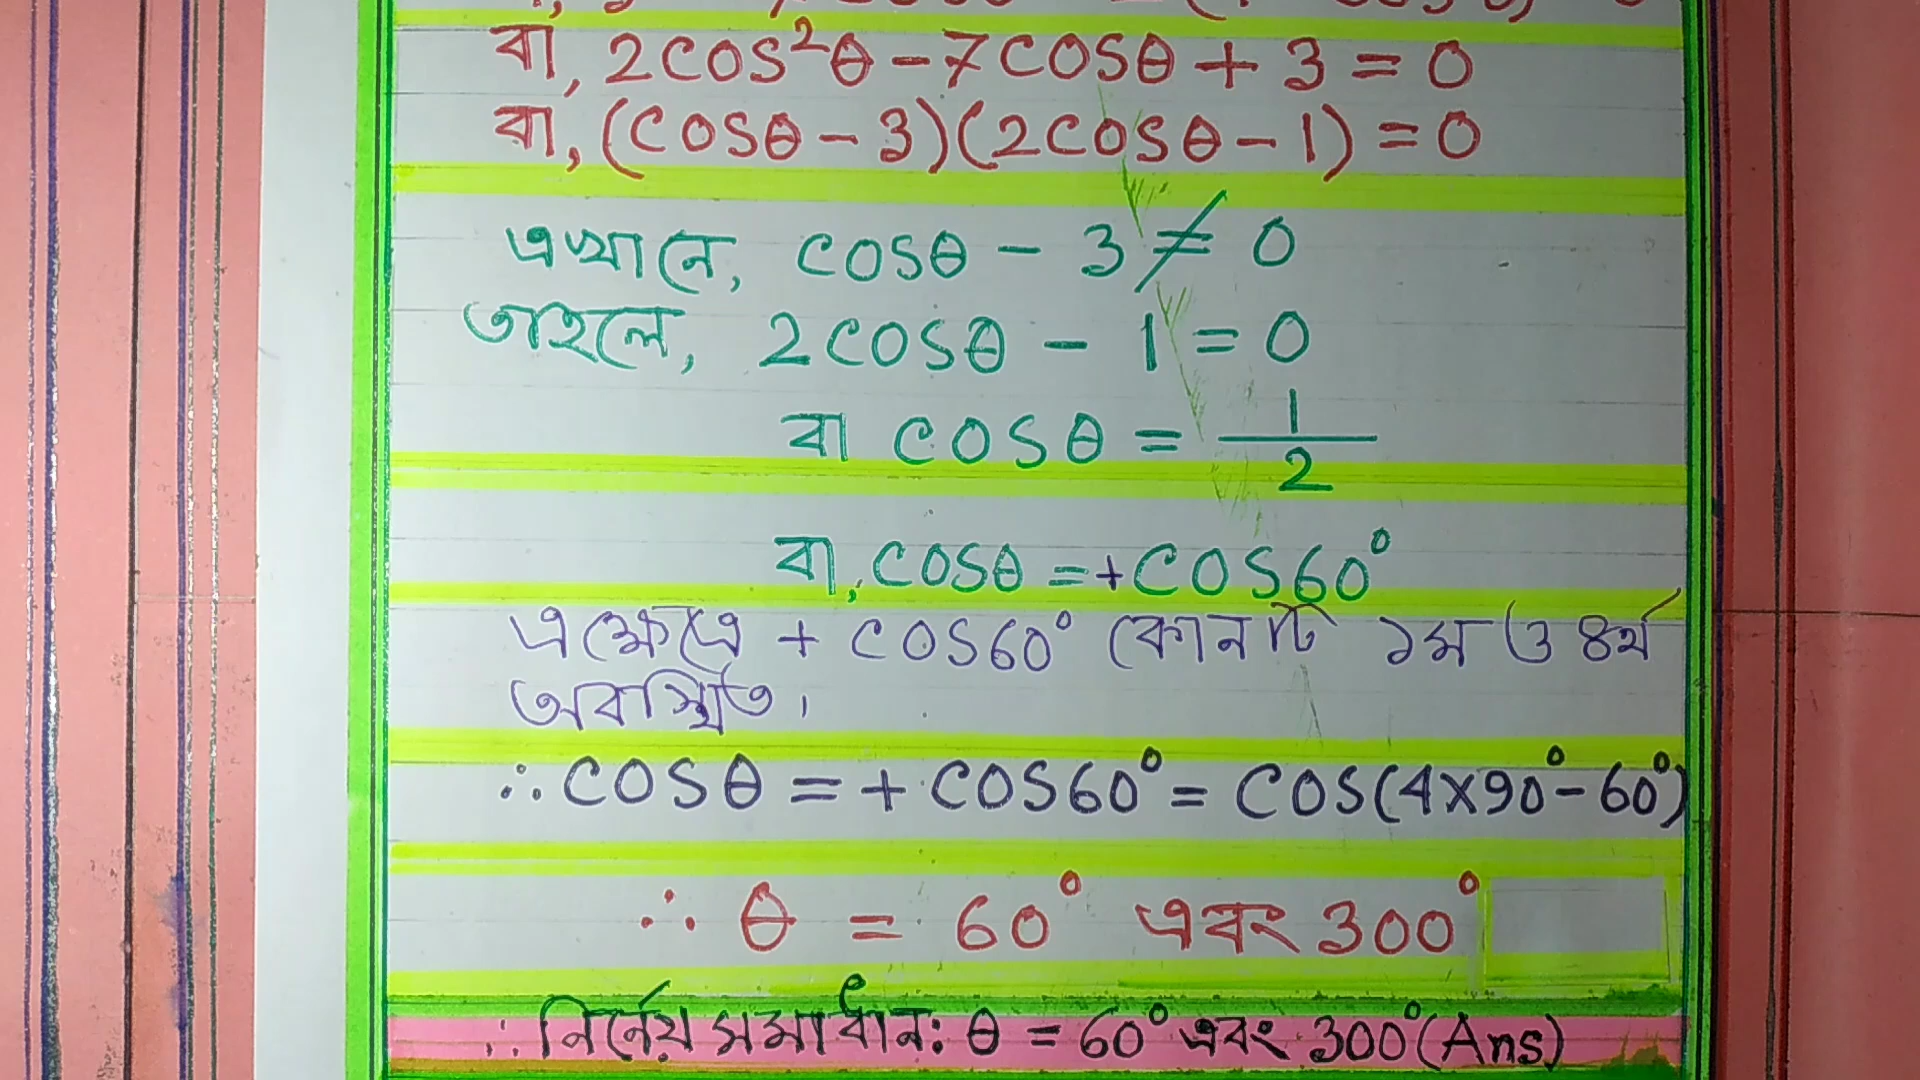 বা, 2cos²θ - 7cosθ + 3 = 0
বা, (cosθ - 3)(2cosθ - 1) = 0
এখানে, cosθ - 3 ≠ 0
তাহলে, 2cosθ - 1 = 0
বা cosθ = 1/2
বা, cosθ = +cos60°
এক্ষেত্রে + cos60° কোনটি ১ম ও ৪র্থ
অবস্থিত।
∴ cosθ = + cos60° = cos(4×90° - 60°)
∴ θ = 60° এবং 300°
∴ নির্নেয় সমাধান: θ = 60° এবং 300° (Ans)